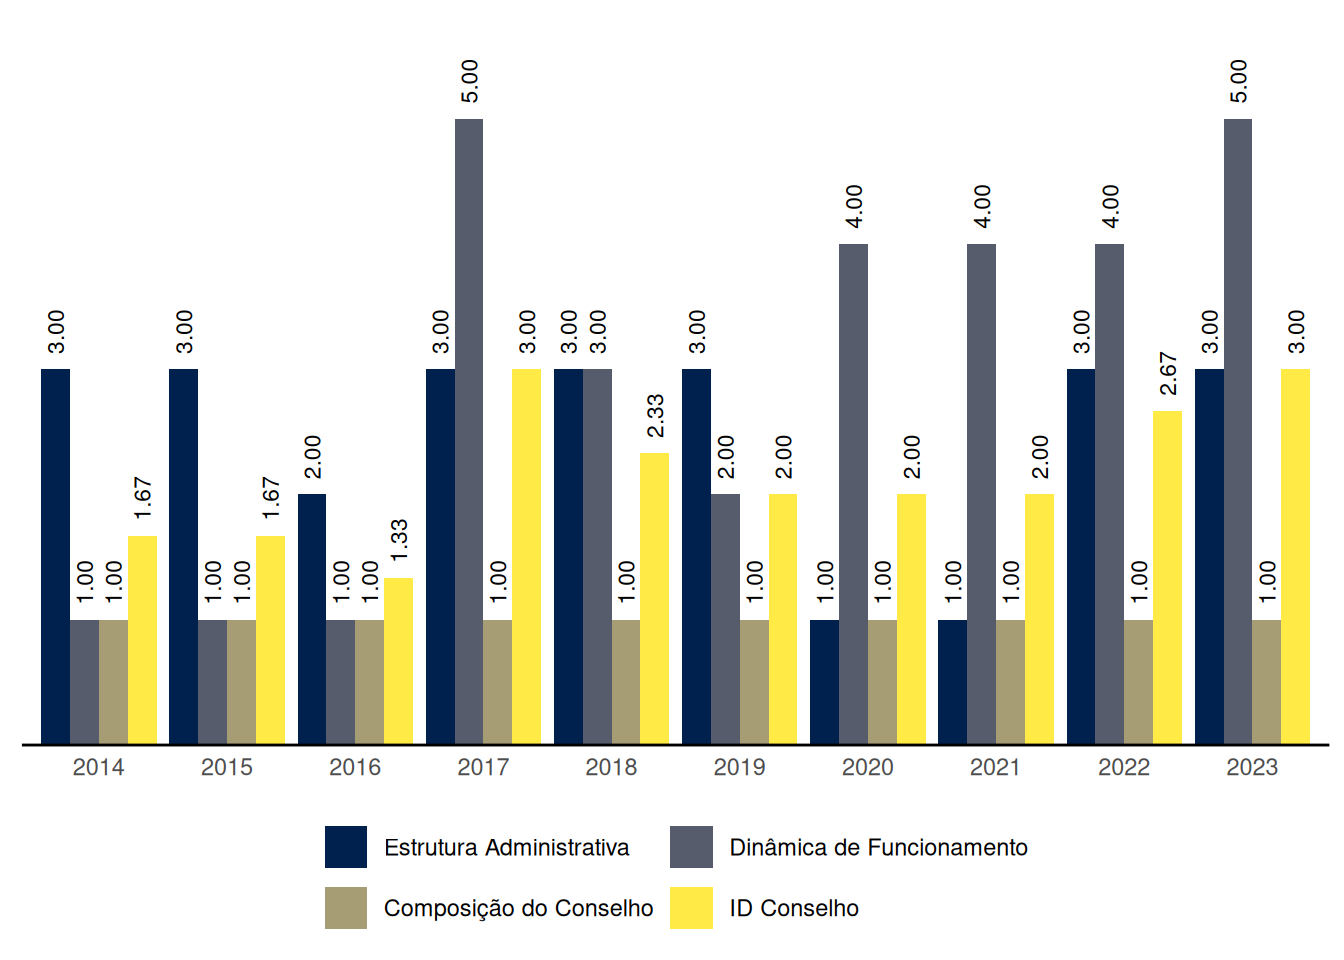 5.00 5.00
4.00 4.00 4.00
3.00 3.00 3.00 3.00 3.00 3.00 3.00 3.00 3.00 3.00
2.67
2.33
2.00 2.00 2.00 2.00 2.00
1.67 1.67
1.33
1.00 1.00 1.00 1.00 1.00 1.00 1.00 1.00 1.00 1.00 1.00 1.00 1.00 1.00 1.00
2014 2015 2016 2017 2018 2019 2020 2021 2022 2023
Estrutura Administrativa Dinâmica de Funcionamento
Composição do Conselho ID Conselho